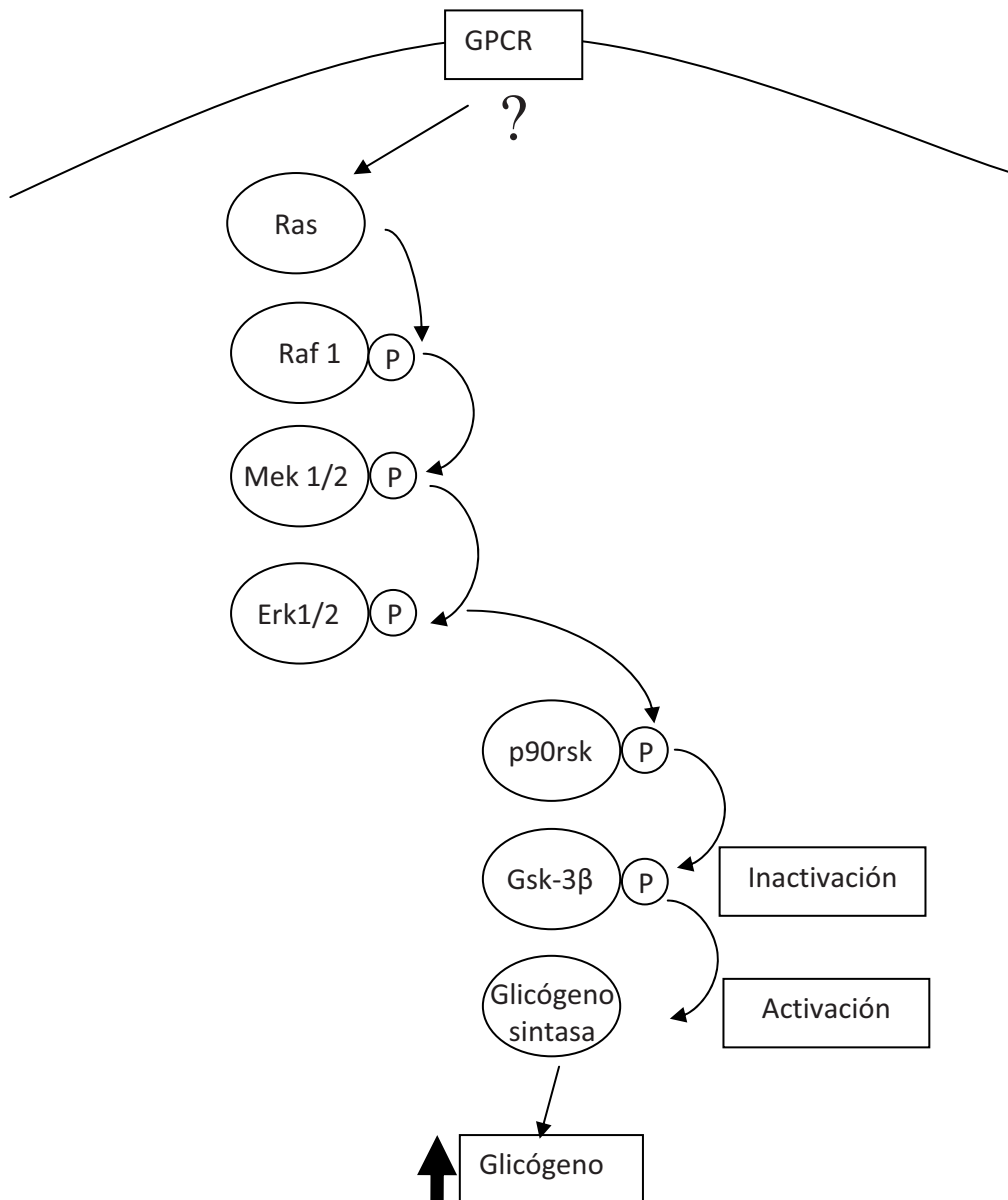 GPCR
?
Ras
Raf 1
P
Mek 1/2
P
Erk1/2
P
p90rsk
P
Gsk-3β
P
Inactivación
Glicógeno
sintasa
Activación
Glicógeno